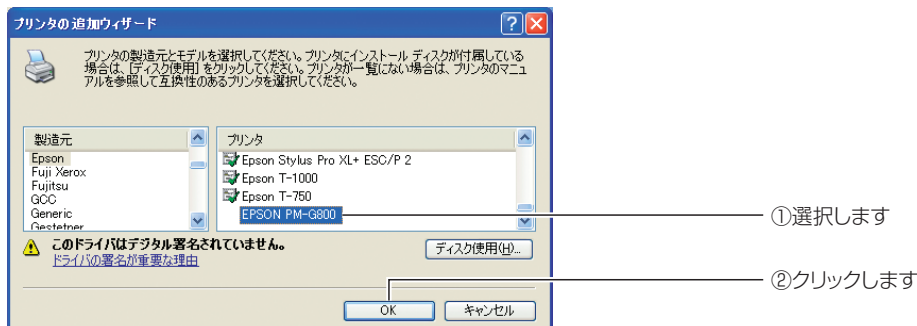 プリンタの追加ウィザード
プリンタの製造元とモデルを選択してください。プリンタにインストール ディスクが付属している
場合は、[ディスク使用] をクリックしてください。プリンタが一覧にない場合は、プリンタのマニュ
アルを参照して互換性のあるプリンタを選択してください。
製造元
Epson
Fuji Xerox
Fujitsu
GCC
Generic
Gestetner
プリンタ
Epson Stylus Pro XL+ ESC/P 2
Epson T-1000
Epson T-750
EPSON PM-G800
①選択します
このドライバはデジタル署名されていません。
ドライバの署名が重要な理由
ディスク使用(H)...
②クリックします
OK
キャンセル